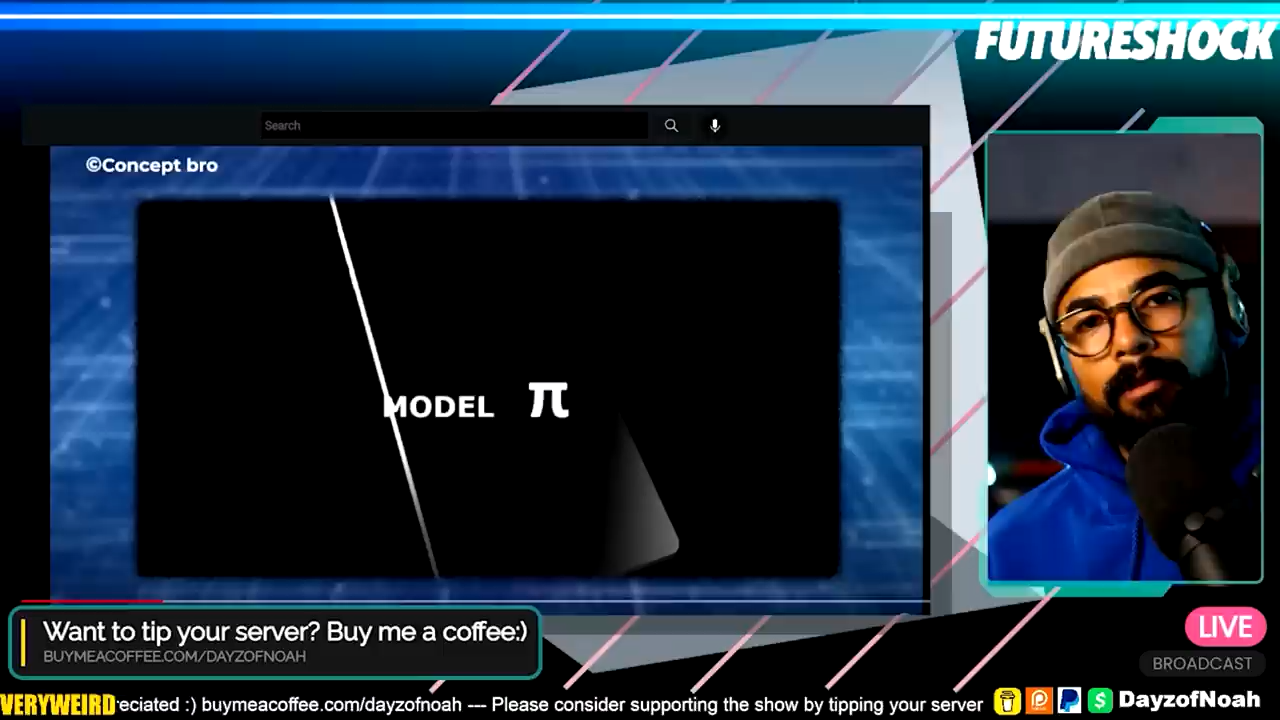 FUTURESHOCK
Search
©Concept bro
MODEL π
Want to tip your server? Buy me a coffee:)
BUYMEACOFFEE.COM/DAYZOFNOAH
LIVE
BROADCAST
VERYWEIRD
eciated :) buymeacoffee.com/dayzofnoah --- Please consider supporting the show by tipping your server
DayzofNoah